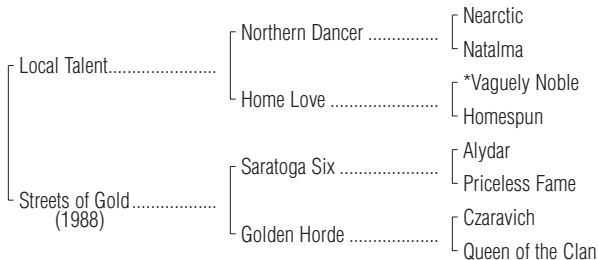 Nearctic
Northern Dancer ................
Natalma
Local Talent........................
*Vaguely Noble
Home Love ........................
Homespun
Alydar
Saratoga Six ......................
Priceless Fame
Streets of Gold..................
(1988)
Czaravich
Golden Horde ....................
Queen of the Clan